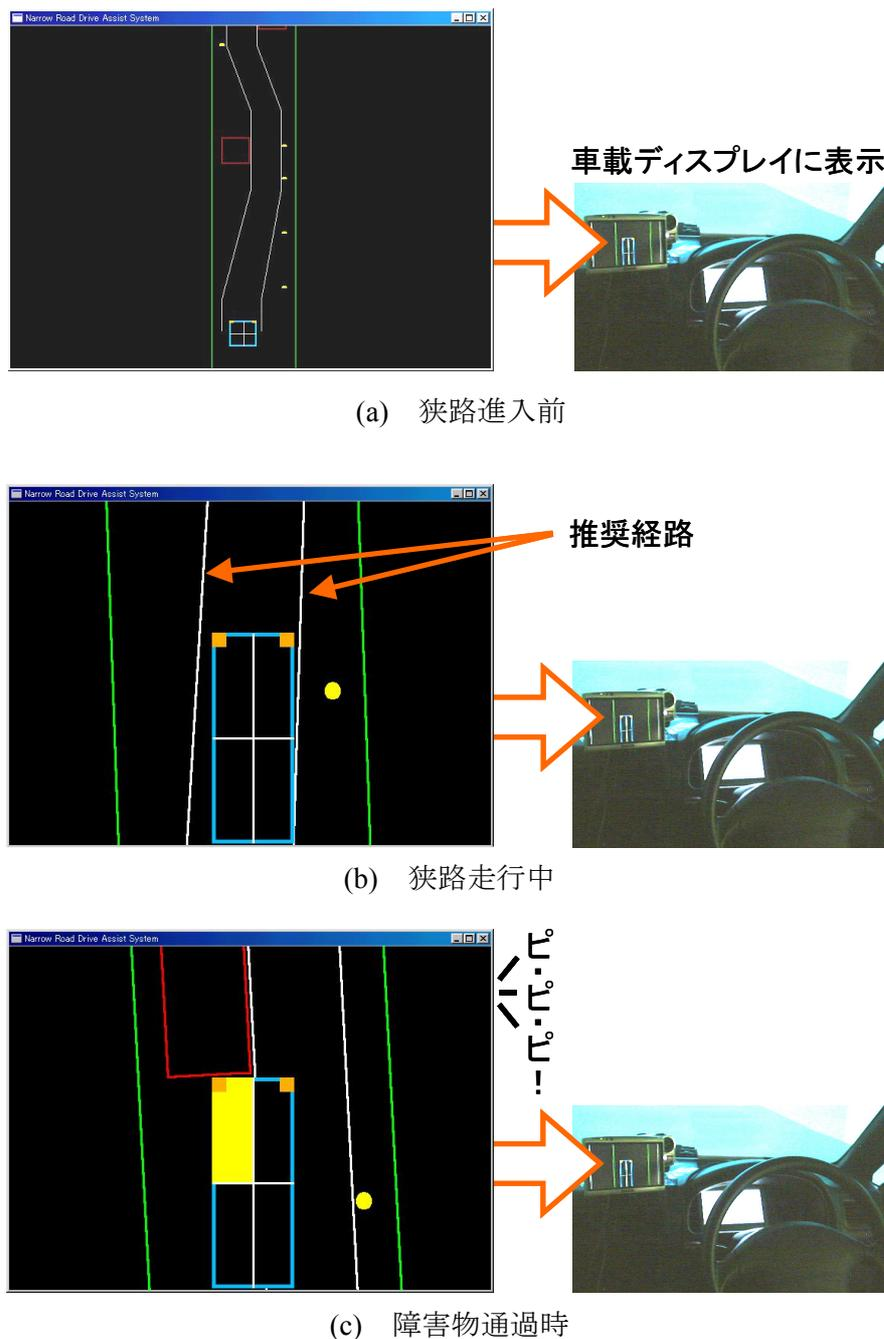 Narrow Road Drive Assist System
車載ディスプレイに表示
(a) 狭路進入前
Narrow Road Drive Assist System
推奨経路
(b) 狭路走行中
Narrow Road Drive Assist System
ピ・ピ・ピ!
(c) 障害物通過時